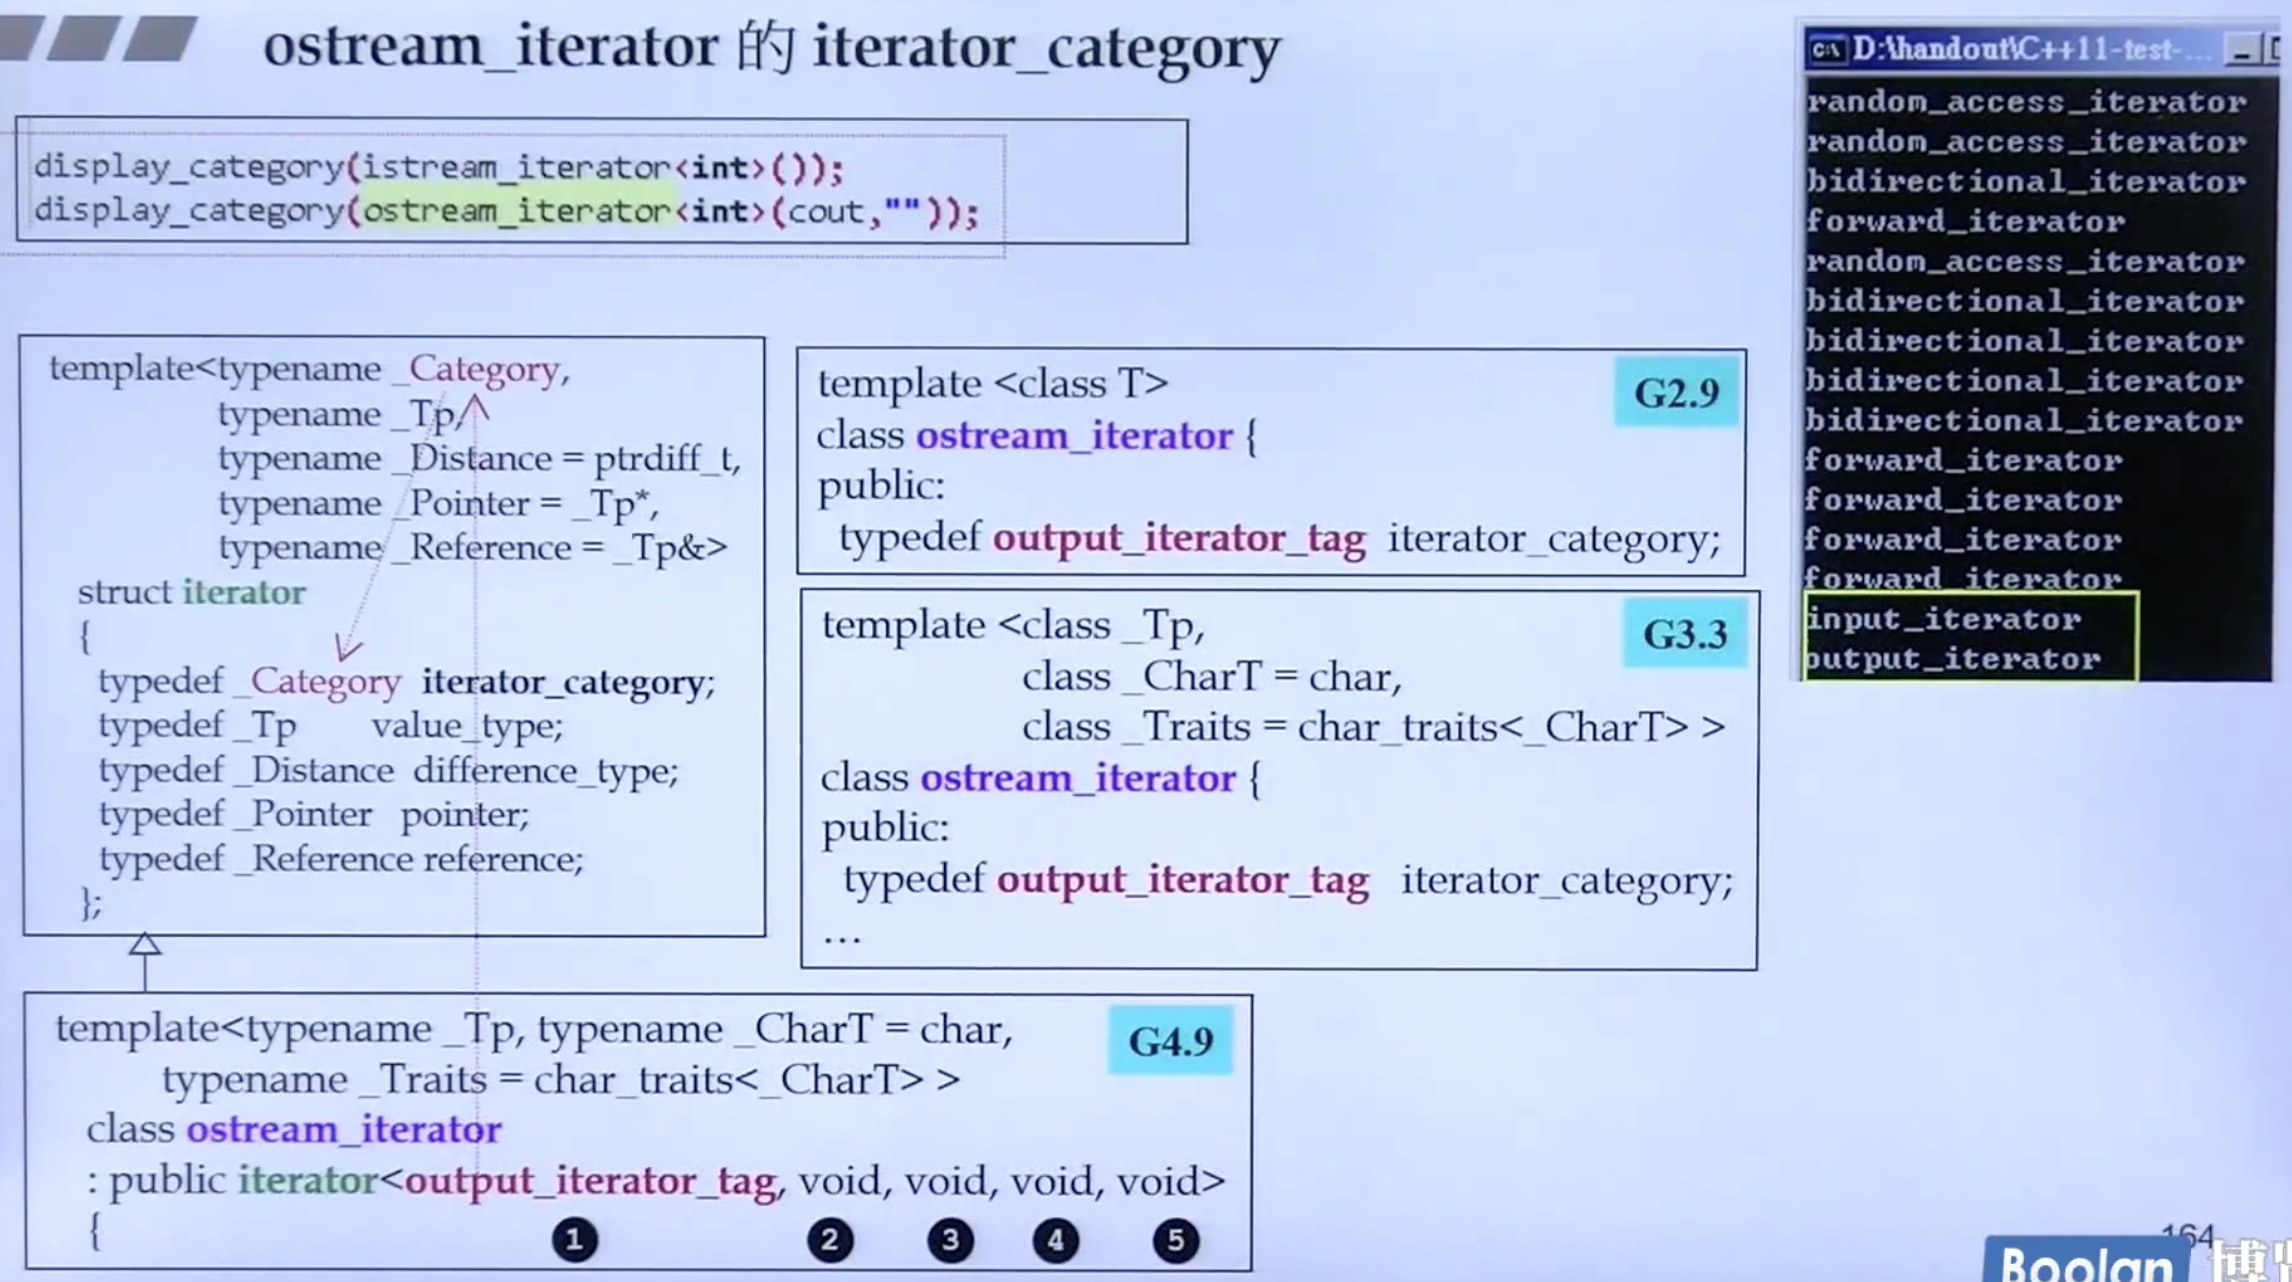 ostream_iterator 的 iterator_category
display_category(istream_iterator<int>());
display_category(ostream_iterator<int>(cout,""));
template<typename _Category,
typename _Tp,
typename _Distance = ptrdiff_t,
typename _Pointer = _Tp*,
typename _Reference = _Tp&>
struct iterator
{
typedef _Category iterator_category;
typedef _Tp value_type;
typedef _Distance difference_type;
typedef _Pointer pointer;
typedef _Reference reference;
};
G2.9
template <class T>
class ostream_iterator {
public:
typedef output_iterator_tag iterator_category;
G3.3
template <class _Tp,
class _CharT = char,
class _Traits = char_traits<_CharT> >
class ostream_iterator {
public:
typedef output_iterator_tag iterator_category;
...
G4.9
template<typename _Tp, typename _CharT = char,
typename _Traits = char_traits<_CharT> >
class ostream_iterator
: public iterator<output_iterator_tag, void, void, void, void>
{
1 2 3 4 5
D:\handout\C++11-test-...
random_access_iterator
random_access_iterator
bidirectional_iterator
forward_iterator
random_access_iterator
bidirectional_iterator
bidirectional_iterator
bidirectional_iterator
bidirectional_iterator
forward_iterator
forward_iterator
forward_iterator
forward_iterator
input_iterator
output_iterator
164
Boolan